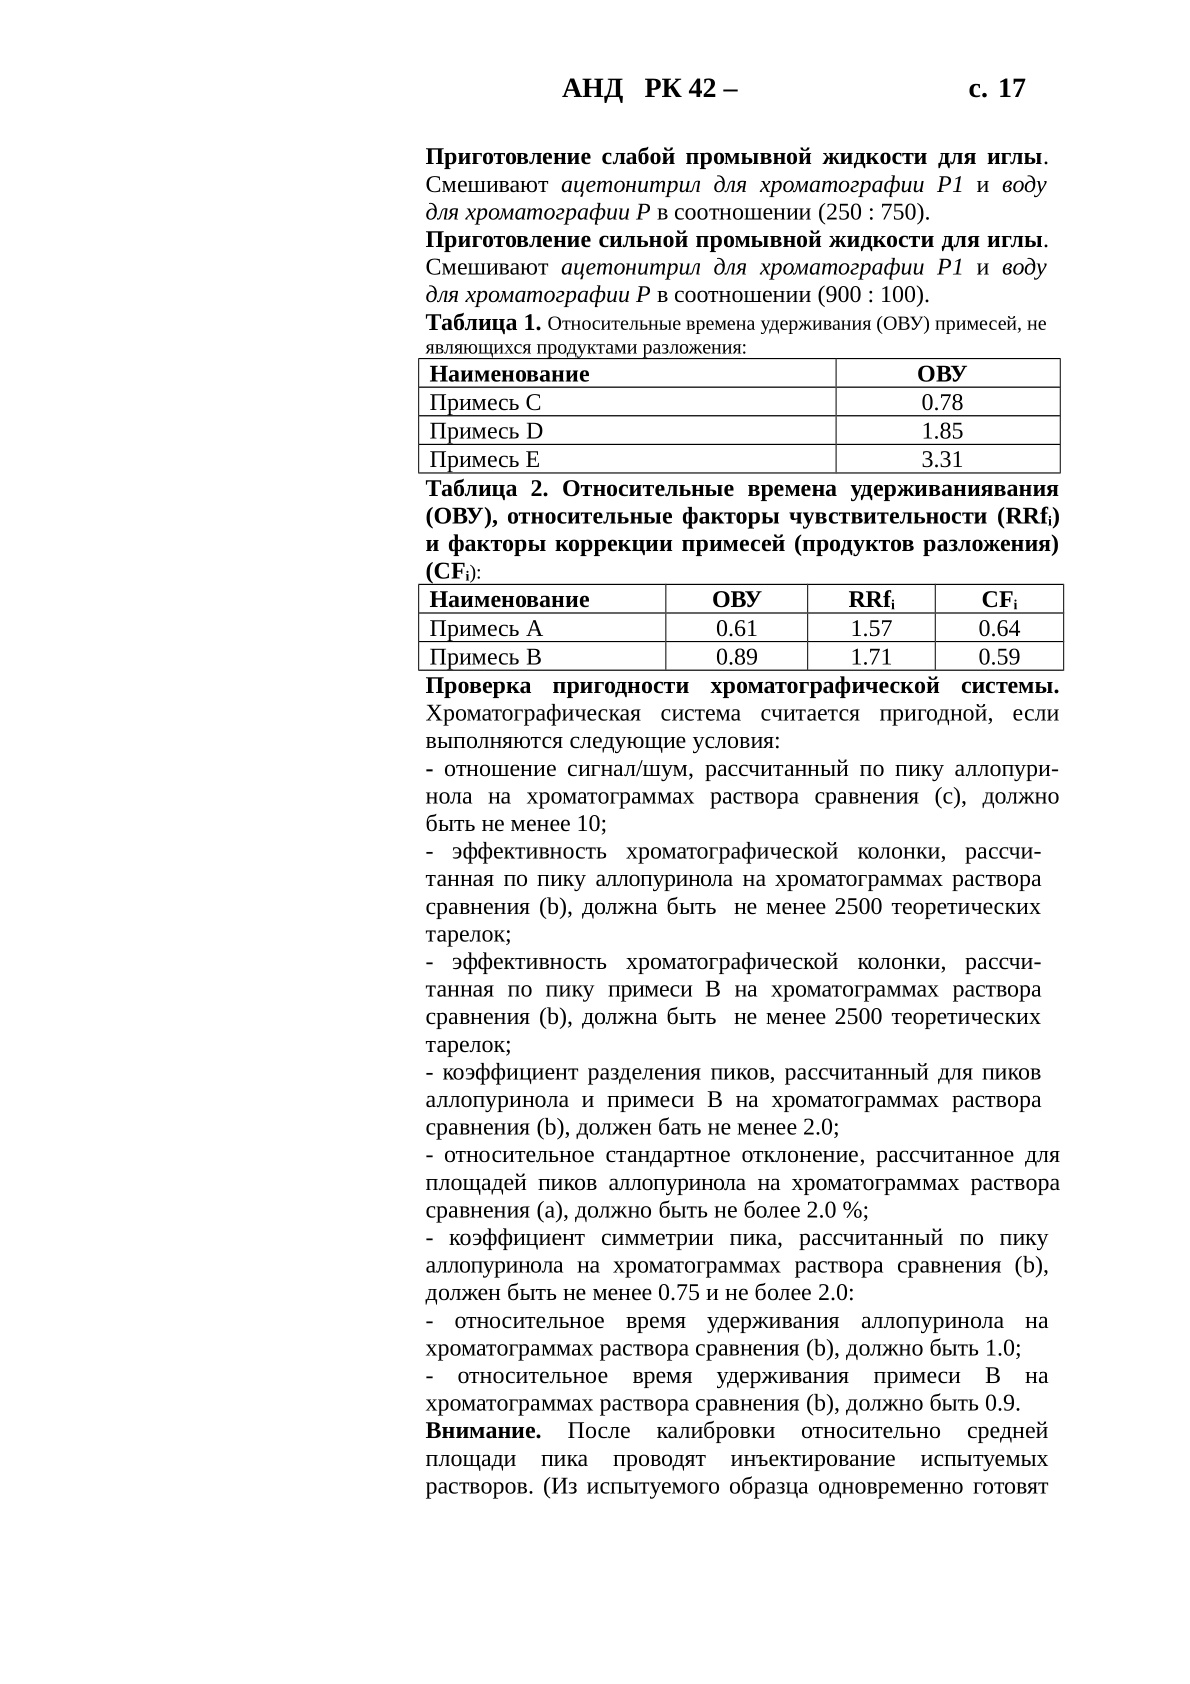 АНД РК 42 – с. 17
Приготовление слабой промывной жидкости для иглы.
Смешивают ацетонитрил для хроматографии Р1 и воду
для хроматографии Р в соотношении (250 : 750).
Приготовление сильной промывной жидкости для иглы.
Смешивают ацетонитрил для хроматографии Р1 и воду
для хроматографии Р в соотношении (900 : 100).
Таблица 1. Относительные времена удерживания (ОВУ) примесей, не
являющихся продуктами разложения:
Наименование ОВУ
Примесь С 0.78
Примесь D 1.85
Примесь Е 3.31
Таблица 2. Относительные времена удерживаниявания
(ОВУ), относительные факторы чувствительности (RRfi)
и факторы коррекции примесей (продуктов разложения)
(CFi):
Наименование ОВУ RRfi CFi
Примесь А 0.61 1.57 0.64
Примесь В 0.89 1.71 0.59
Проверка пригодности хроматографической системы.
Хроматографическая система считается пригодной, если
выполняются следующие условия:
- отношение сигнал/шум, рассчитанный по пику аллопури-
нола на хроматограммах раствора сравнения (с), должно
быть не менее 10;
- эффективность хроматографической колонки, рассчи-
танная по пику аллопуринола на хроматограммах раствора
сравнения (b), должна быть не менее 2500 теоретических
тарелок;
- эффективность хроматографической колонки, рассчи-
танная по пику примеси В на хроматограммах раствора
сравнения (b), должна быть не менее 2500 теоретических
тарелок;
- коэффициент разделения пиков, рассчитанный для пиков
аллопуринола и примеси В на хроматограммах раствора
сравнения (b), должен бать не менее 2.0;
- относительное стандартное отклонение, рассчитанное для
площадей пиков аллопуринола на хроматограммах раствора
сравнения (а), должно быть не более 2.0 %;
- коэффициент симметрии пика, рассчитанный по пику
аллопуринола на хроматограммах раствора сравнения (b),
должен быть не менее 0.75 и не более 2.0:
- относительное время удерживания аллопуринола на
хроматограммах раствора сравнения (b), должно быть 1.0;
- относительное время удерживания примеси В на
хроматограммах раствора сравнения (b), должно быть 0.9.
Внимание. После калибровки относительно средней
площади пика проводят инъектирование испытуемых
растворов. (Из испытуемого образца одновременно готовят